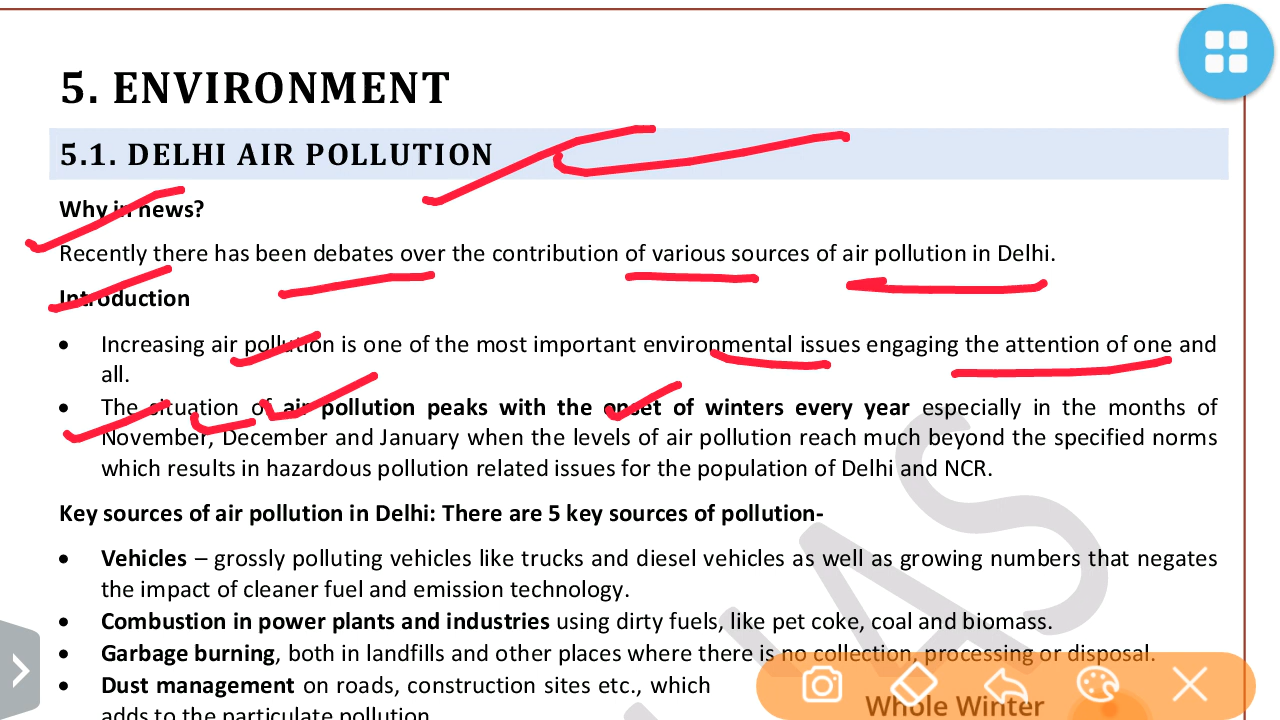 5. ENVIRONMENT
5.1. DELHI AIR POLLUTION
Why in news?
Recently there has been debates over the contribution of various sources of air pollution in Delhi.
Introduction
• Increasing air pollution is one of the most important environmental issues engaging the attention of one and
all.
• The situation of air pollution peaks with the onset of winters every year especially in the months of
November, December and January when the levels of air pollution reach much beyond the specified norms
which results in hazardous pollution related issues for the population of Delhi and NCR.
Key sources of air pollution in Delhi: There are 5 key sources of pollution-
• Vehicles – grossly polluting vehicles like trucks and diesel vehicles as well as growing numbers that negates
the impact of cleaner fuel and emission technology.
• Combustion in power plants and industries using dirty fuels, like pet coke, coal and biomass.
• Garbage burning, both in landfills and other places where there is no collection, processing or disposal.
• Dust management on roads, construction sites etc., which
adds to the particulate pollution.
Whole Winter
IAS